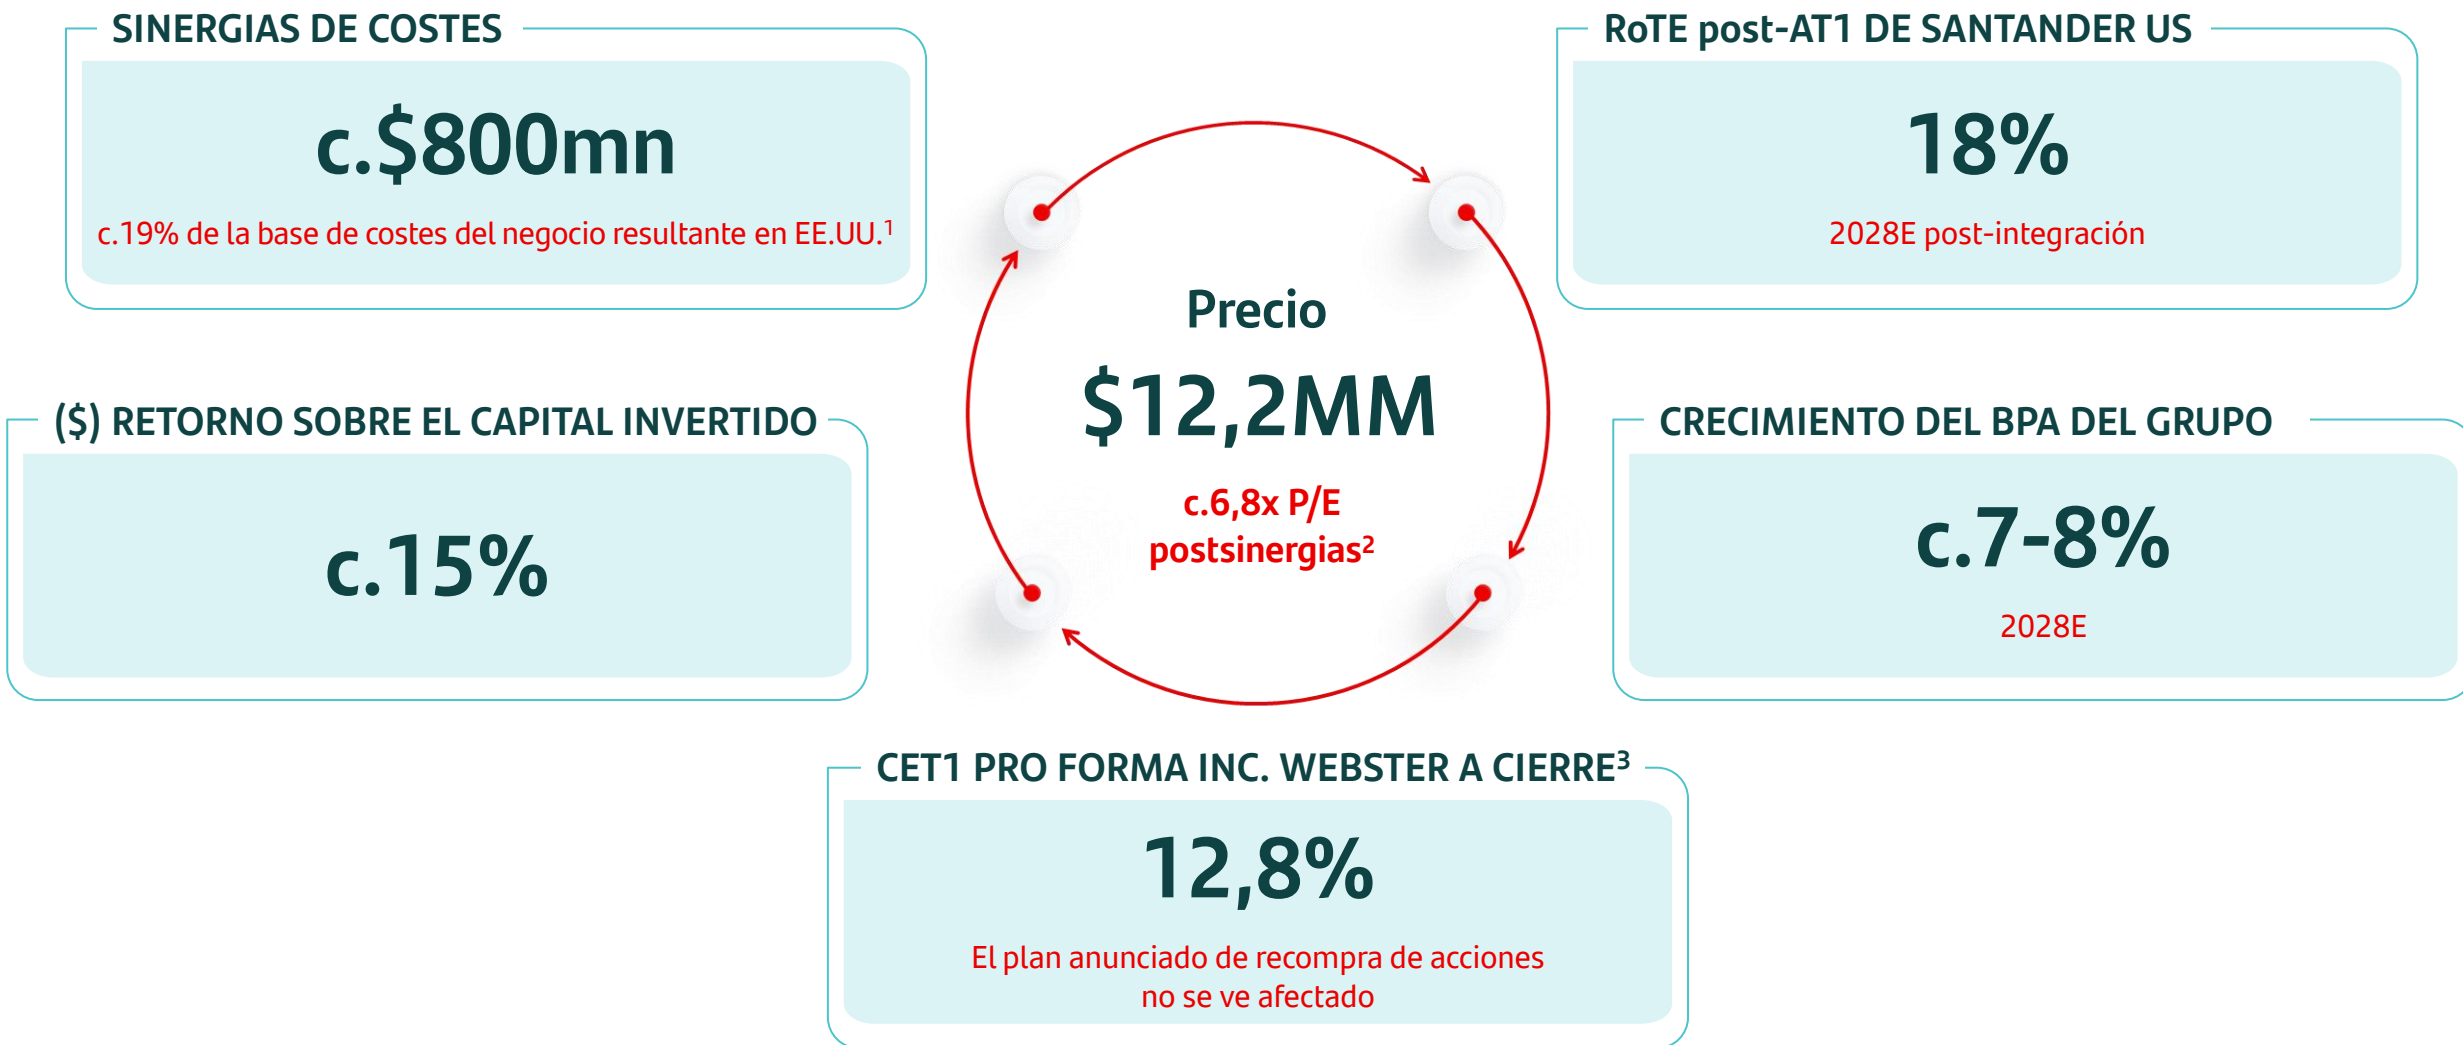 SINERGIAS DE COSTES
c.$800mn
c.19% de la base de costes del negocio resultante en EE.UU.¹
RoTE post-AT1 DE SANTANDER US
18%
2028E post-integración
Precio
$12,2MM
c.6,8x P/E
postsinergias²
($) RETORNO SOBRE EL CAPITAL INVERTIDO
c.15%
CRECIMIENTO DEL BPA DEL GRUPO
c.7-8%
2028E
CET1 PRO FORMA INC. WEBSTER A CIERRE³
12,8%
El plan anunciado de recompra de acciones
no se ve afectado